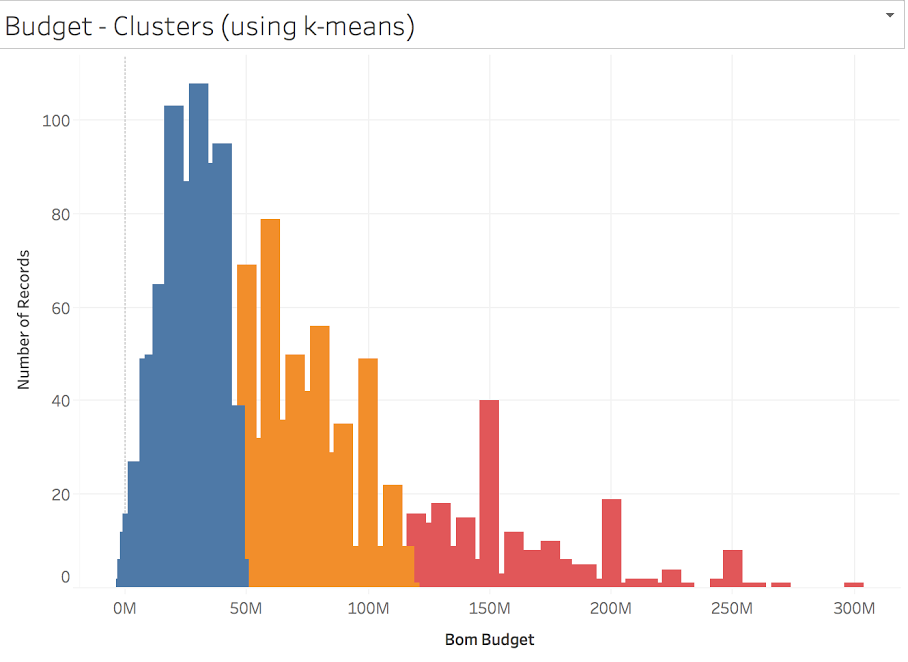 Budget - Clusters (using k-means)
100
80
60
40
20
0
Number of Records
0M 50M 100M 150M 200M 250M 300M
Bom Budget